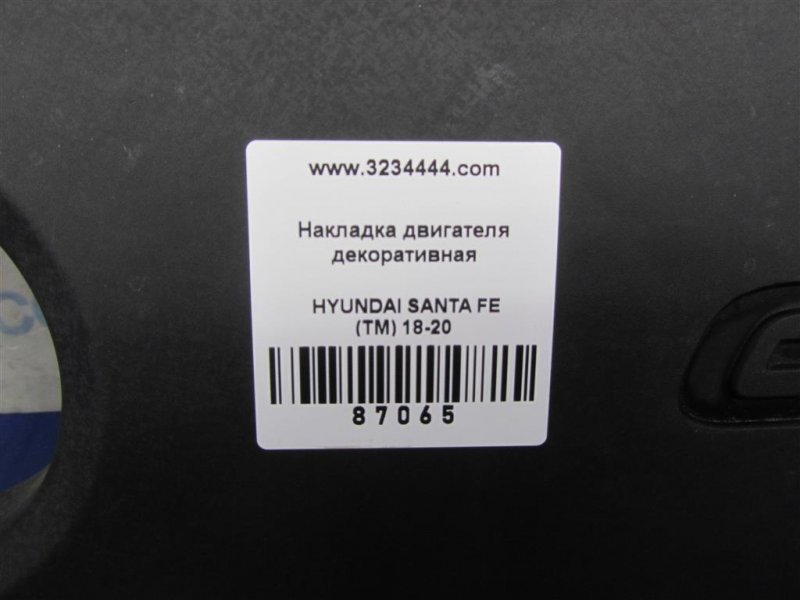 www.3234444.com
Накладка двигателя
декоративная
HYUNDAI SANTA FE
(TM) 18-20
87065